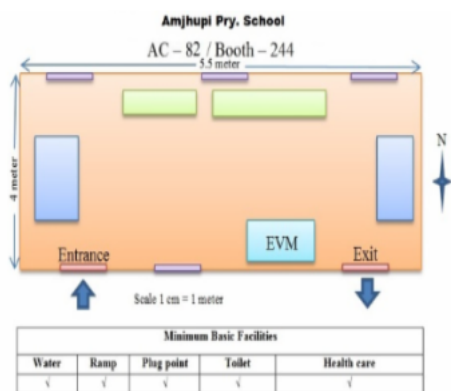 Amjhupi Pry. School
AC – 82 / Booth – 244
5.5 meter
4 meter
N
Entrance
EVM
Exit
Scale 1 cm = 1 meter
Minimum Basic Facilities
Water Ramp Plug point Toilet Health care
√ √ √ √ √